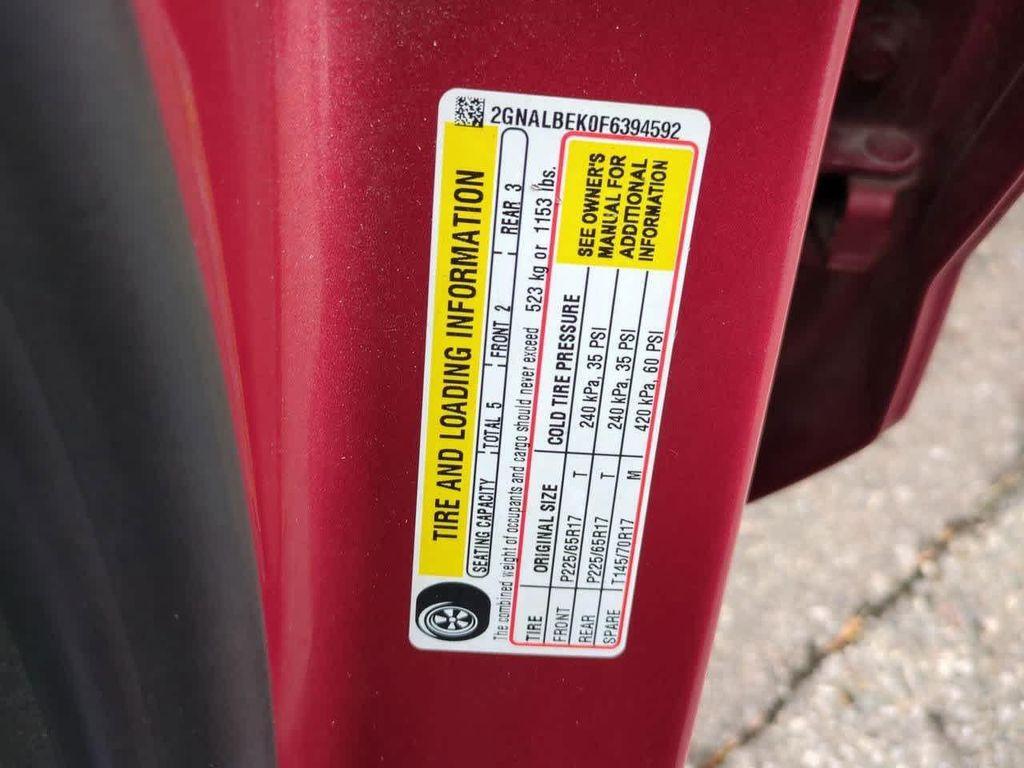 2GNALBEK0F6394592
TIRE AND LOADING INFORMATION
SEATING CAPACITY TOTAL 5 FRONT 2 REAR 3
The combined weight of occupants and cargo should never exceed 523 kg or 1153 lbs.
TIRE ORIGINAL SIZE COLD TIRE PRESSURE
FRONT P225/65R17 T 240 kPa, 35 PSI
REAR P225/65R17 T 240 kPa, 35 PSI
SPARE T145/70R17 M 420 kPa, 60 PSI
SEE OWNER'S
MANUAL FOR
ADDITIONAL
INFORMATION